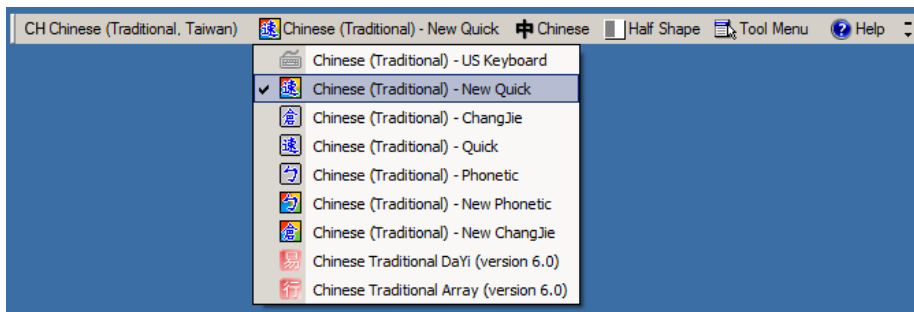 CH Chinese (Traditional, Taiwan) 速 Chinese (Traditional) - New Quick 中 Chinese Half Shape Tool Menu ? Help
Chinese (Traditional) - US Keyboard
速 Chinese (Traditional) - New Quick
倉 Chinese (Traditional) - ChangJie
速 Chinese (Traditional) - Quick
ㄅ Chinese (Traditional) - Phonetic
ㄅ Chinese (Traditional) - New Phonetic
倉 Chinese (Traditional) - New ChangJie
易 Chinese Traditional DaYi (version 6.0)
行 Chinese Traditional Array (version 6.0)